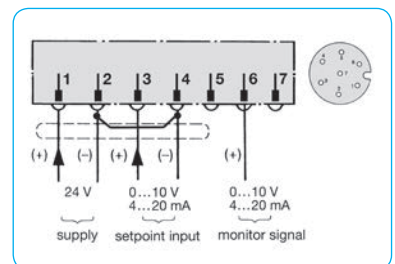 1 2 3 4 5 6 7
(+) (-) (+) (-) (+)
24 V 0...10 V 0...10 V
4...20 mA 4...20 mA
supply setpoint input monitor signal